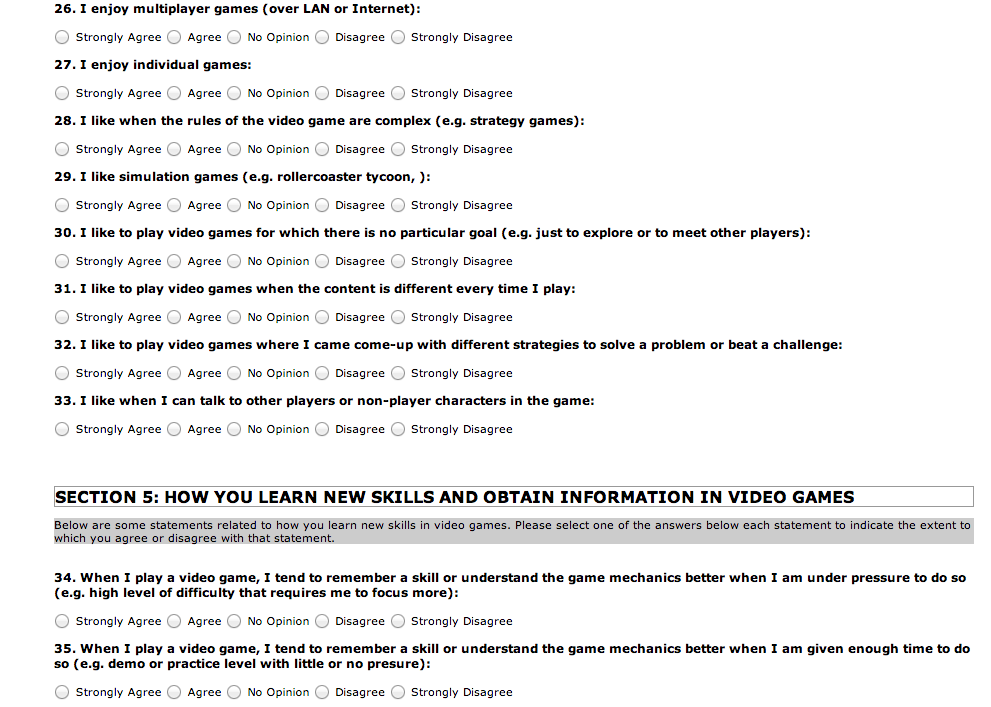 26. I enjoy multiplayer games (over LAN or Internet):
Strongly Agree Agree No Opinion Disagree Strongly Disagree
27. I enjoy individual games:
Strongly Agree Agree No Opinion Disagree Strongly Disagree
28. I like when the rules of the video game are complex (e.g. strategy games):
Strongly Agree Agree No Opinion Disagree Strongly Disagree
29. I like simulation games (e.g. rollercoaster tycoon, ):
Strongly Agree Agree No Opinion Disagree Strongly Disagree
30. I like to play video games for which there is no particular goal (e.g. just to explore or to meet other players):
Strongly Agree Agree No Opinion Disagree Strongly Disagree
31. I like to play video games when the content is different every time I play:
Strongly Agree Agree No Opinion Disagree Strongly Disagree
32. I like to play video games where I came come-up with different strategies to solve a problem or beat a challenge:
Strongly Agree Agree No Opinion Disagree Strongly Disagree
33. I like when I can talk to other players or non-player characters in the game:
Strongly Agree Agree No Opinion Disagree Strongly Disagree
SECTION 5: HOW YOU LEARN NEW SKILLS AND OBTAIN INFORMATION IN VIDEO GAMES
Below are some statements related to how you learn new skills in video games. Please select one of the answers below each statement to indicate the extent to
which you agree or disagree with that statement.
34. When I play a video game, I tend to remember a skill or understand the game mechanics better when I am under pressure to do so
(e.g. high level of difficulty that requires me to focus more):
Strongly Agree Agree No Opinion Disagree Strongly Disagree
35. When I play a video game, I tend to remember a skill or understand the game mechanics better when I am given enough time to do
so (e.g. demo or practice level with little or no presure):
Strongly Agree Agree No Opinion Disagree Strongly Disagree